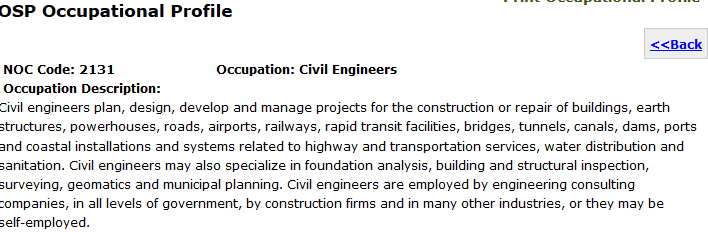 OSP Occupational Profile
<<Back
NOC Code: 2131 Occupation: Civil Engineers
Occupation Description:
Civil engineers plan, design, develop and manage projects for the construction or repair of buildings, earth
structures, powerhouses, roads, airports, railways, rapid transit facilities, bridges, tunnels, canals, dams, ports
and coastal installations and systems related to highway and transportation services, water distribution and
sanitation. Civil engineers may also specialize in foundation analysis, building and structural inspection,
surveying, geomatics and municipal planning. Civil engineers are employed by engineering consulting
companies, in all levels of government, by construction firms and in many other industries, or they may be
self-employed.